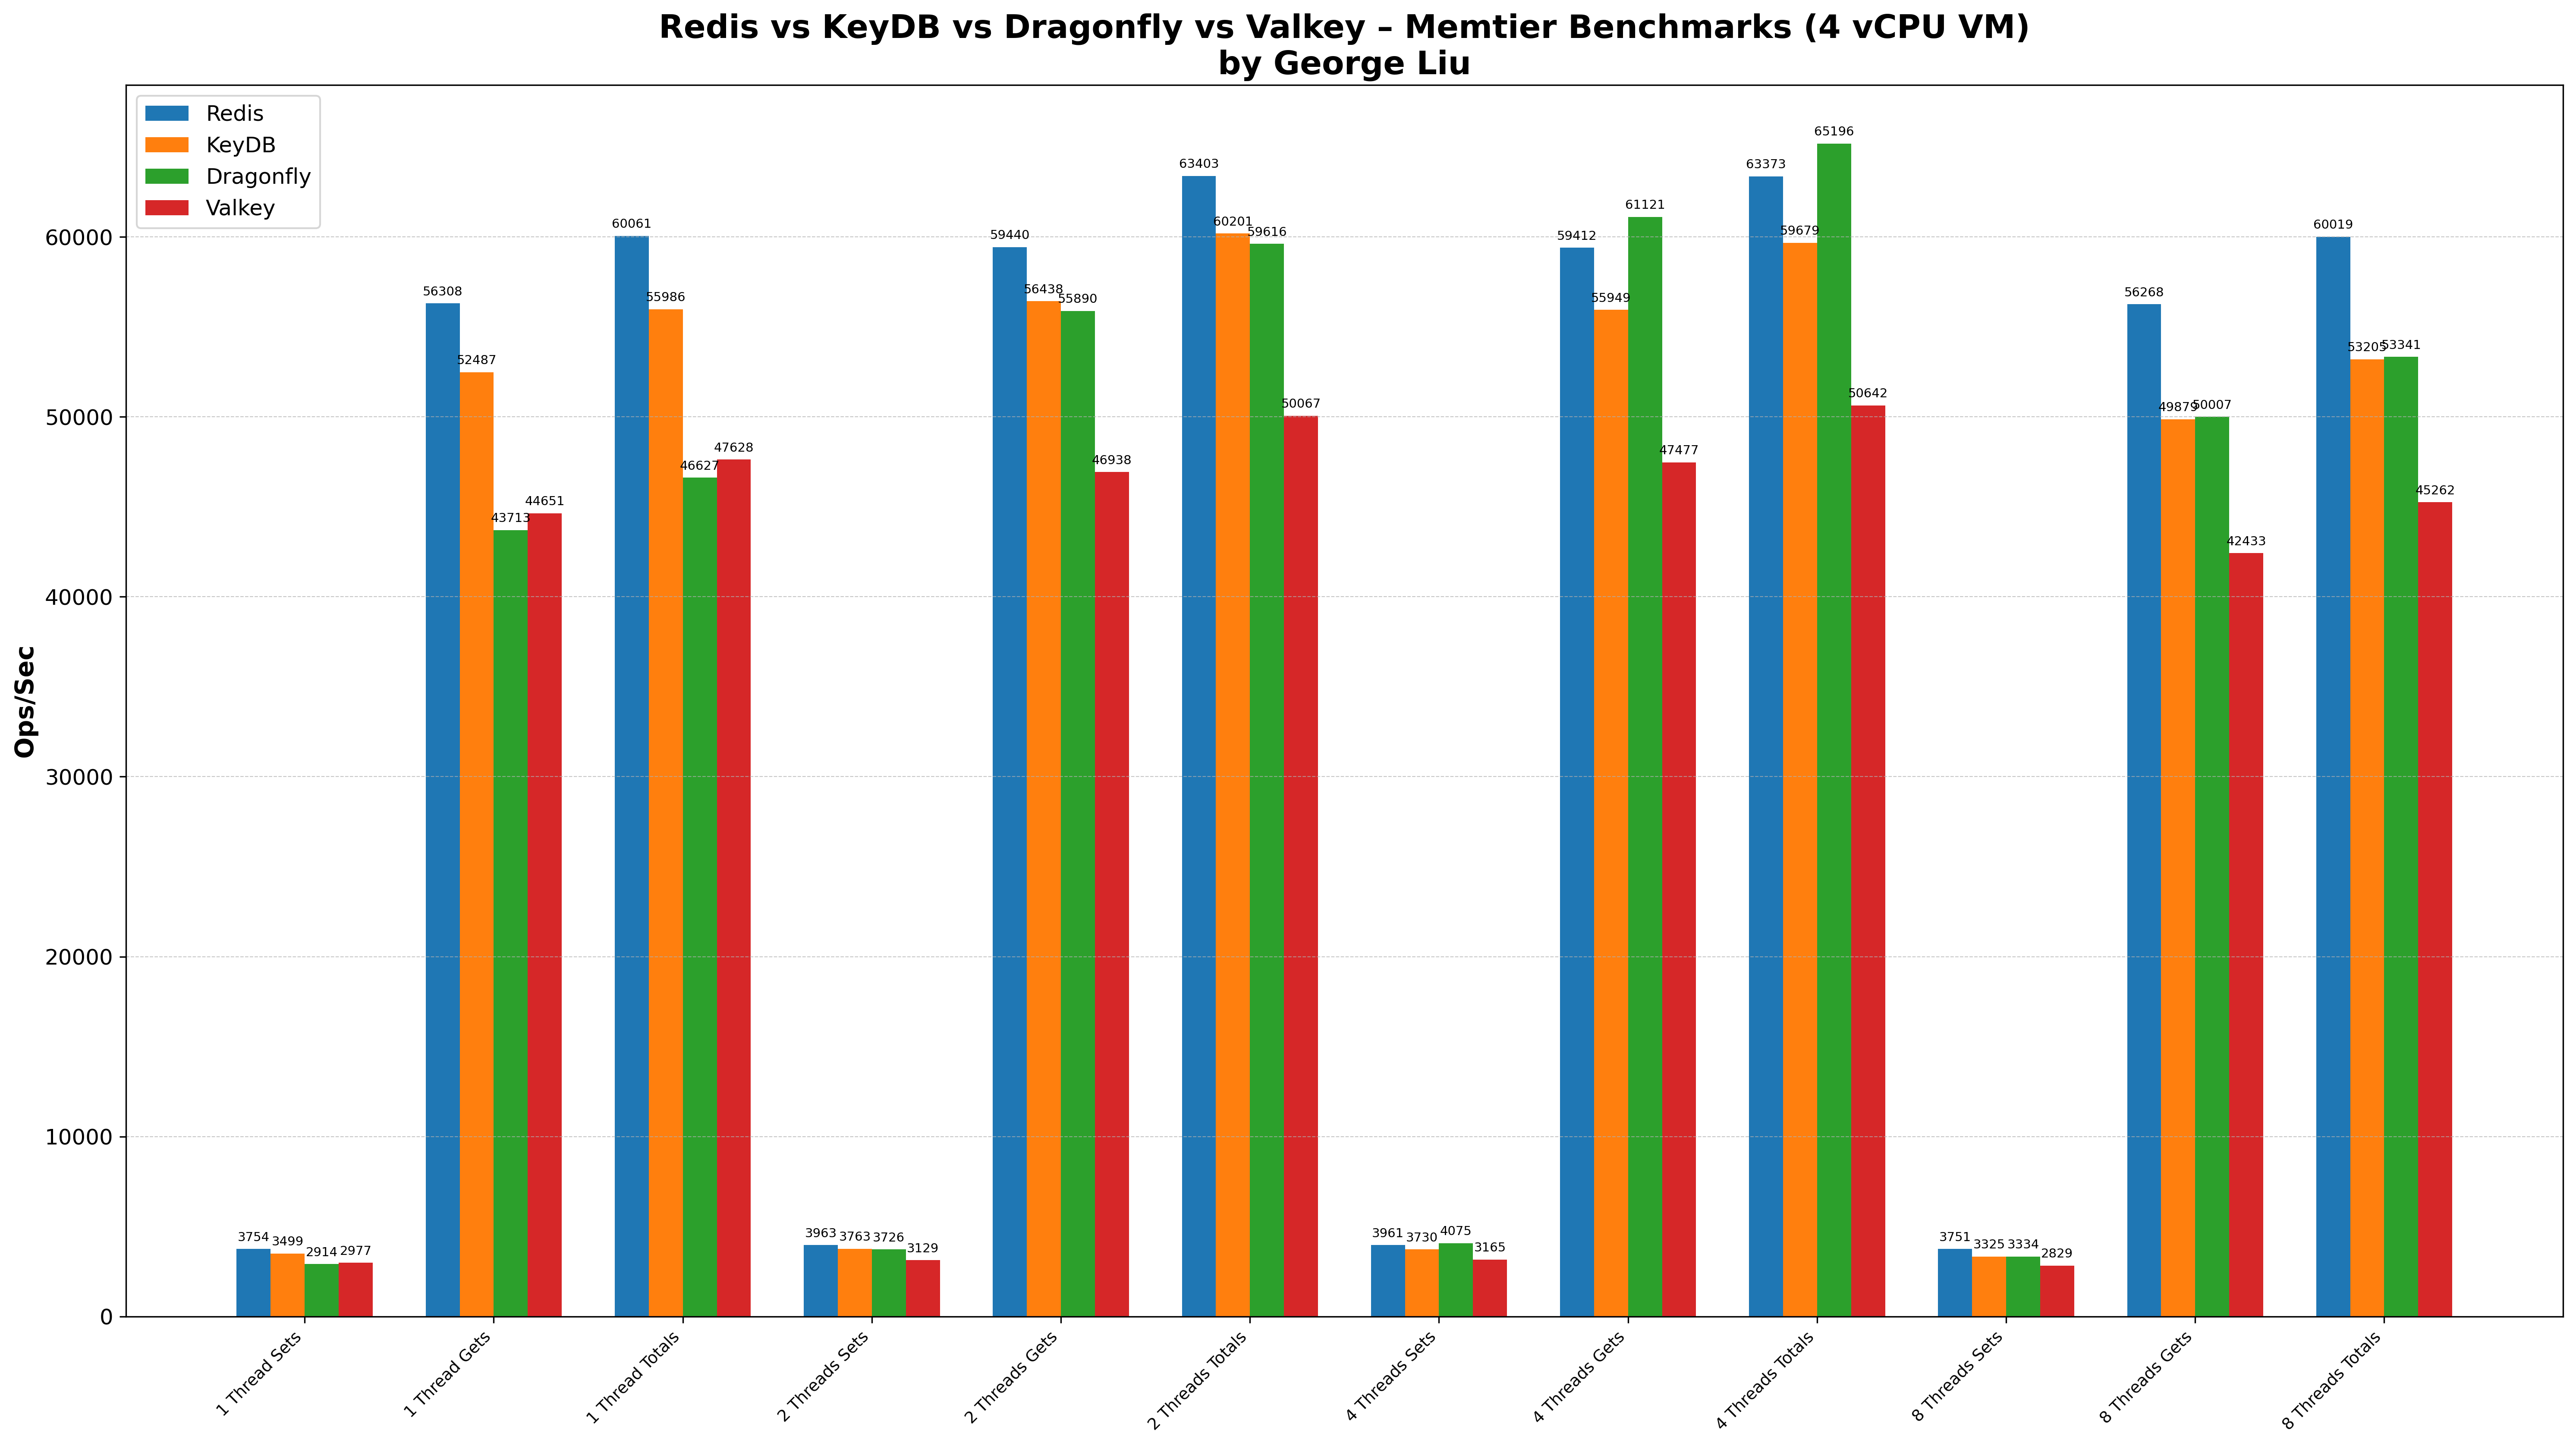 Redis vs KeyDB vs Dragonfly vs Valkey – Memtier Benchmarks (4 vCPU VM)
by George Liu
Redis
KeyDB
Dragonfly
Valkey
Ops/Sec
60000
50000
40000
30000
20000
10000
0
3754
3499
2914
2977
56308
52487
43713
44651
60061
55986
46627
47628
3963
3763
3726
3129
59440
56438
55890
46938
63403
60201
59616
50067
3961
3730
4075
3165
59412
55949
61121
47477
63373
59679
65196
50642
3751
3325
3334
2829
56268
49879
50007
42433
60019
53205
53341
45262
1 Thread Sets
1 Thread Gets
1 Thread Totals
2 Threads Sets
2 Threads Gets
2 Threads Totals
4 Threads Sets
4 Threads Gets
4 Threads Totals
8 Threads Sets
8 Threads Gets
8 Threads Totals